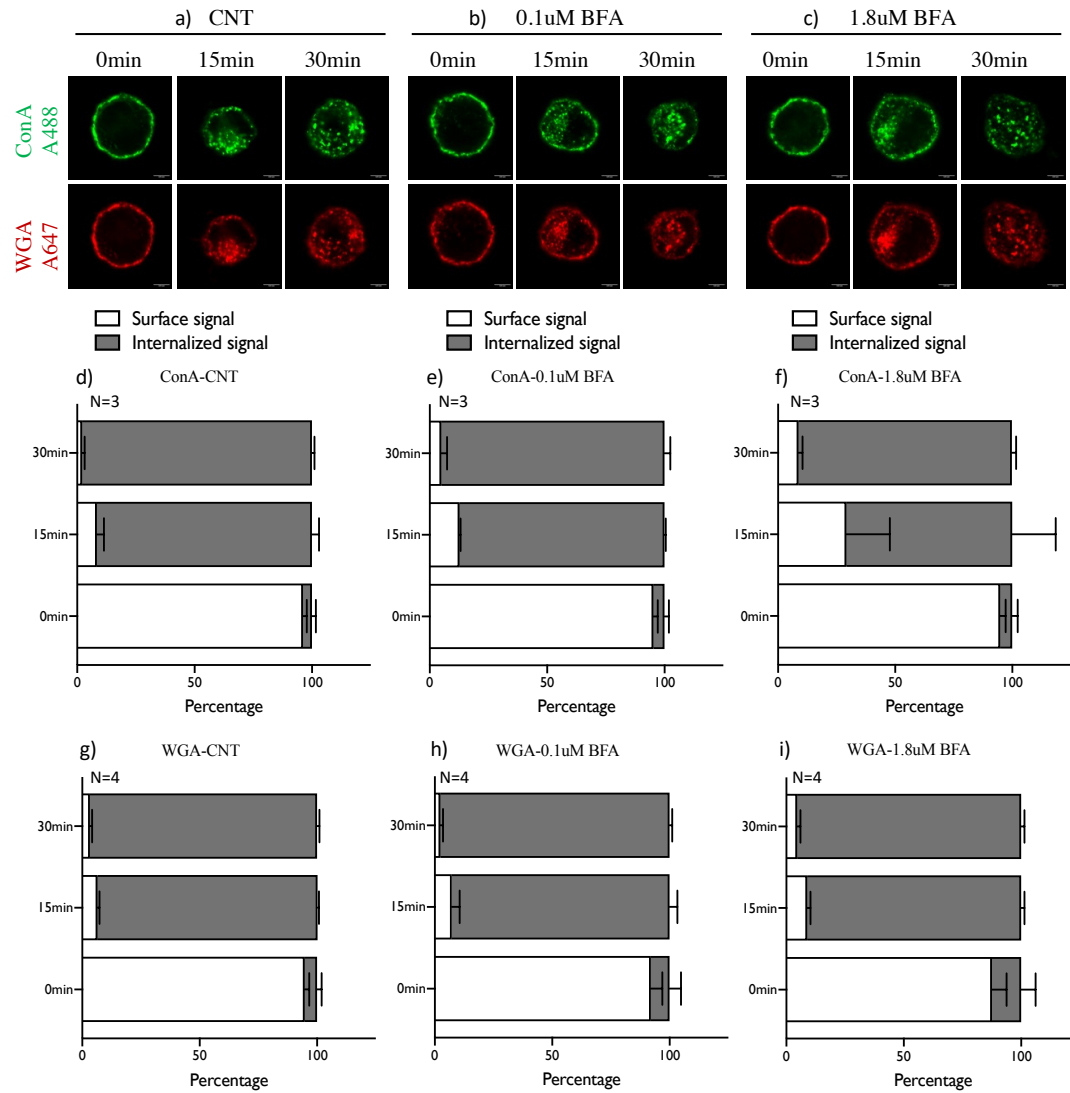 a) CNT
b) 0.1uM BFA
c) 1.8uM BFA
0min 15min 30min
0min 15min 30min
0min 15min 30min
ConA
A488
WGA
A647
Surface signal
Internalized signal
Surface signal
Internalized signal
Surface signal
Internalized signal
d) ConA-CNT
N=3
30min
15min
0min
0 50 100
Percentage
e) ConA-0.1uM BFA
N=3
30min
15min
0min
0 50 100
Percentage
f) ConA-1.8uM BFA
N=3
30min
15min
0min
0 50 100
Percentage
g) WGA-CNT
N=4
30min
15min
0min
0 50 100
Percentage
h) WGA-0.1uM BFA
N=4
30min
15min
0min
0 50 100
Percentage
i) WGA-1.8uM BFA
N=4
30min
15min
0min
0 50 100
Percentage